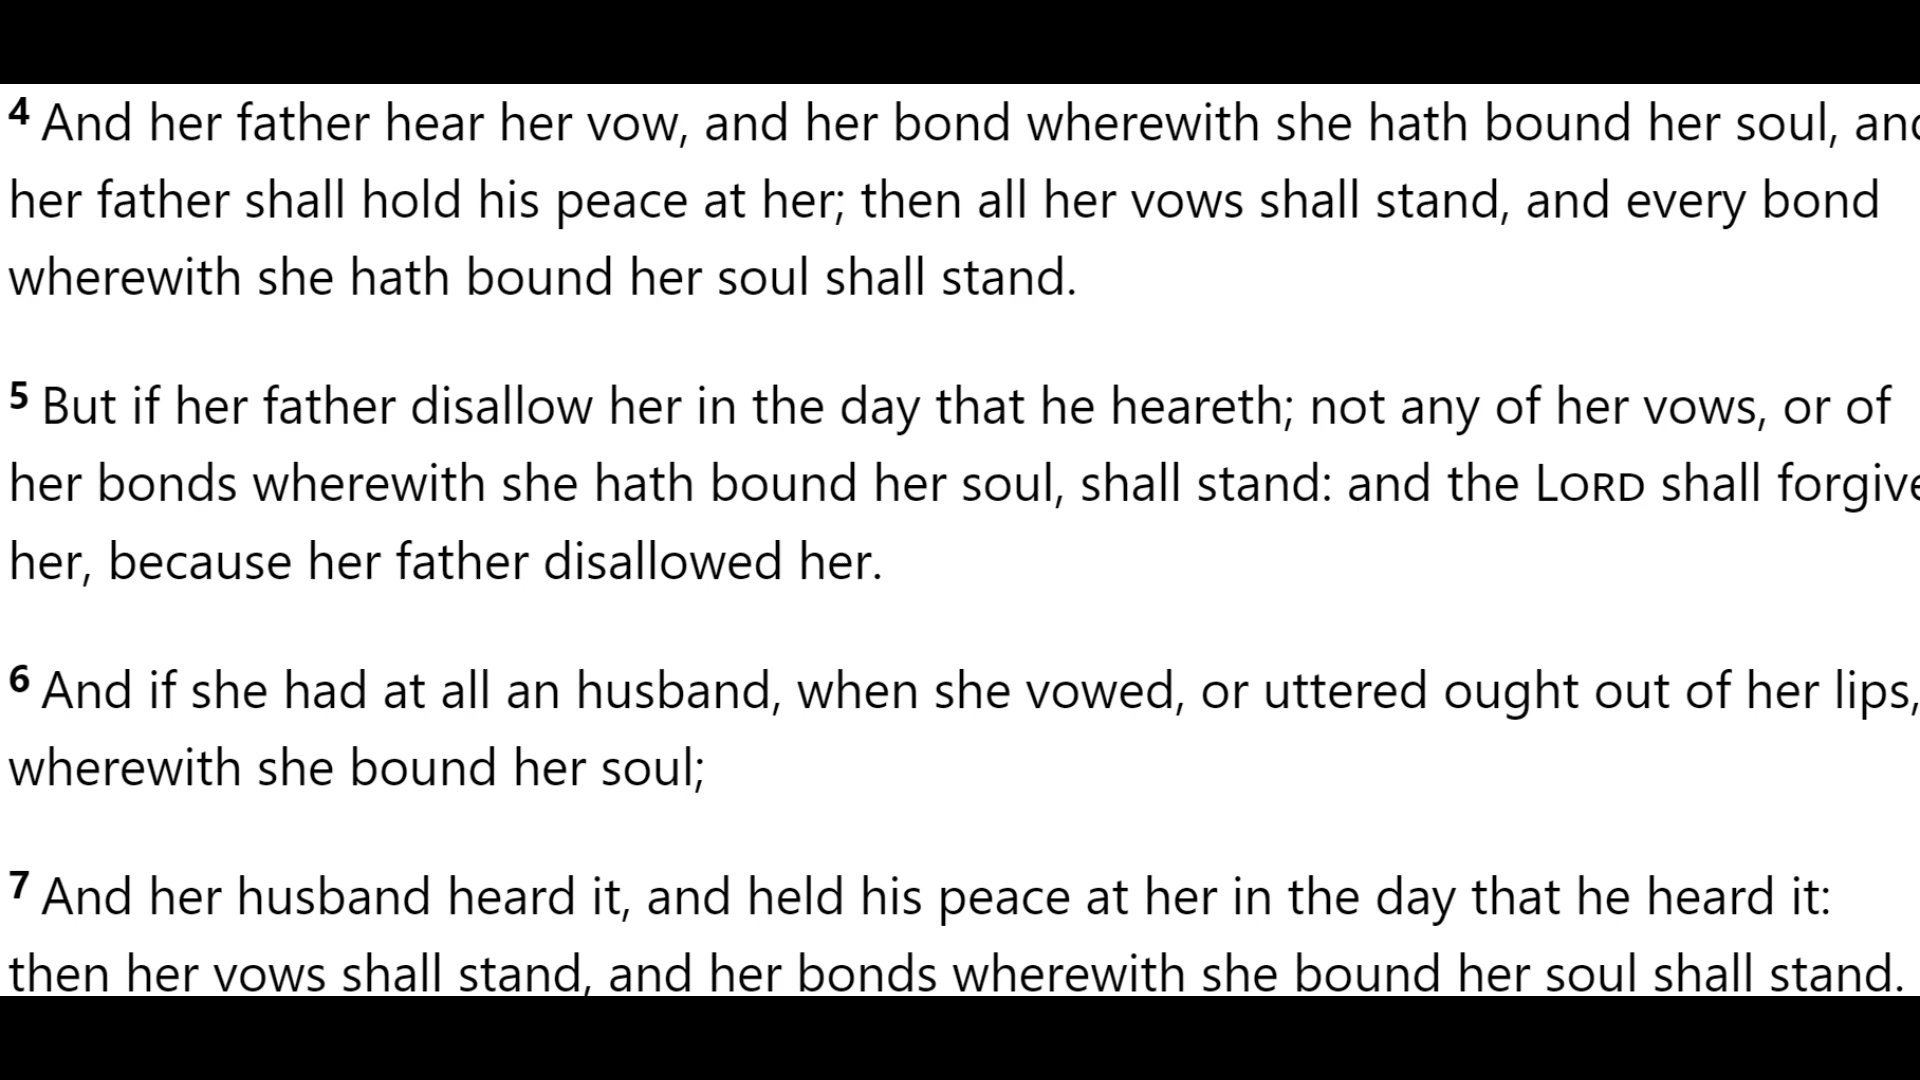 4 And her father hear her vow, and her bond wherewith she hath bound her soul, and
her father shall hold his peace at her; then all her vows shall stand, and every bond
wherewith she hath bound her soul shall stand.
5 But if her father disallow her in the day that he heareth; not any of her vows, or of
her bonds wherewith she hath bound her soul, shall stand: and the LORD shall forgive
her, because her father disallowed her.
6 And if she had at all an husband, when she vowed, or uttered ought out of her lips,
wherewith she bound her soul;
7 And her husband heard it, and held his peace at her in the day that he heard it:
then her vows shall stand, and her bonds wherewith she bound her soul shall stand.